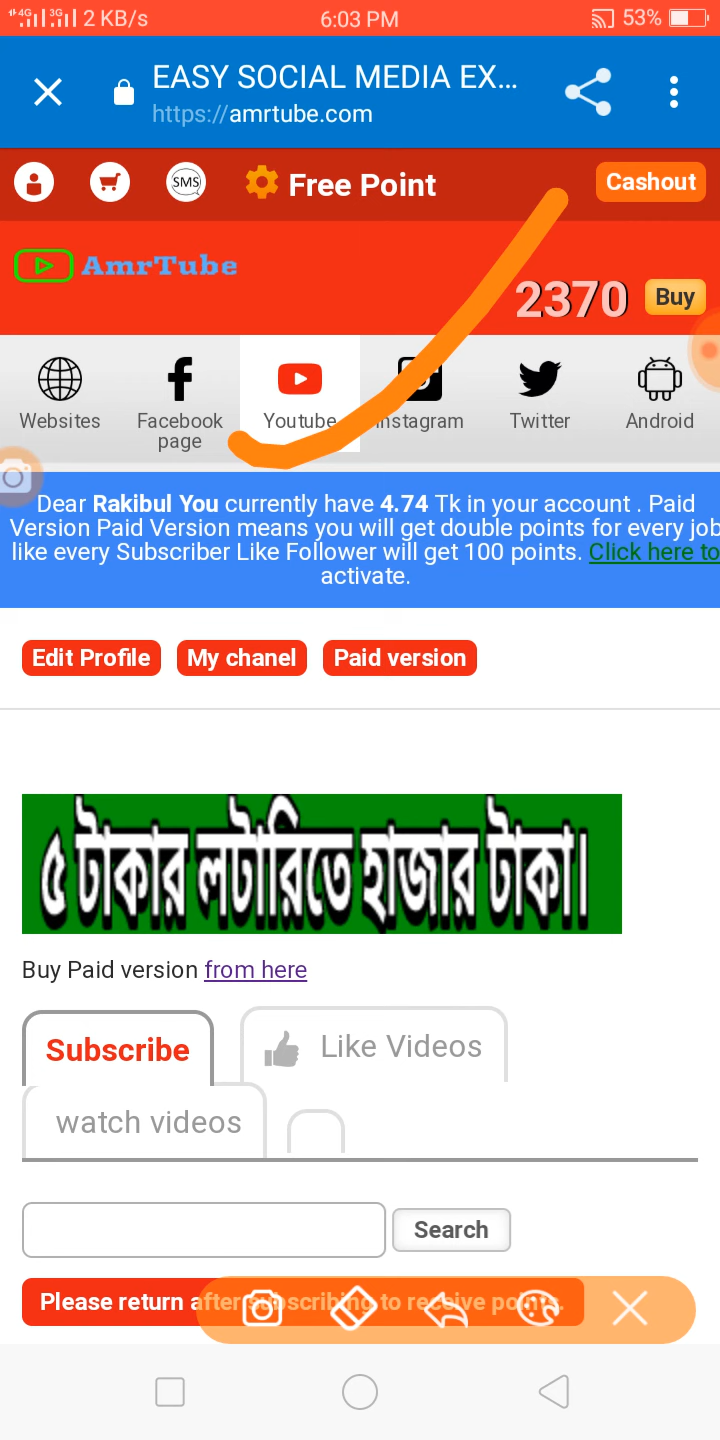 4G 3G 2 KB/s 6:03 PM 53%
EASY SOCIAL MEDIA EX...
https://amrtube.com
SMS Free Point Cashout
AmrTube
2370 Buy
Websites Facebook page Youtube Instagram Twitter Android
Dear Rakibul You currently have 4.74 Tk in your account . Paid
Version Paid Version means you will get double points for every job
like every Subscriber Like Follower will get 100 points. Click here to
activate.
Edit Profile My chanel Paid version
৫ টাকার লটারিতে হাজার টাকা।
Buy Paid version from here
Subscribe Like Videos
watch videos
Search
Please return after subscribing to receive points.